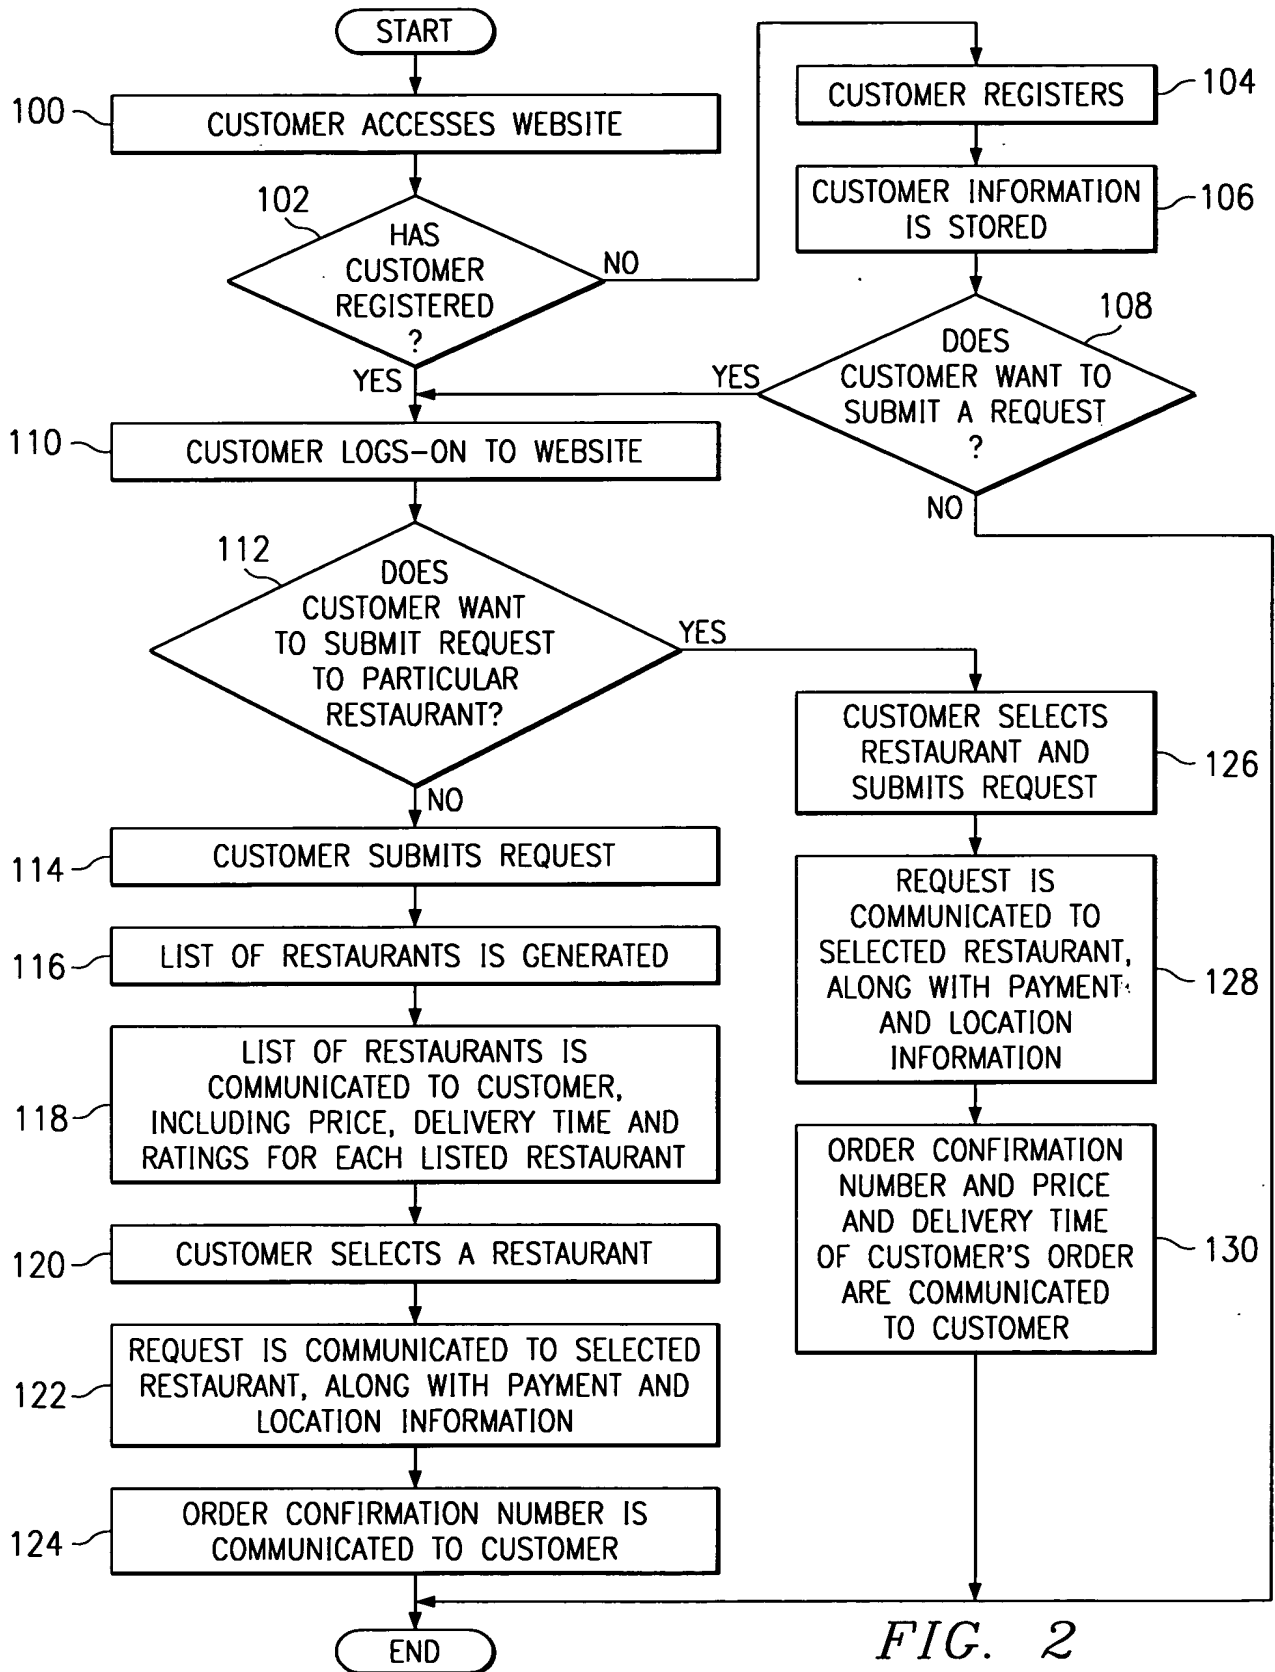 START
100
CUSTOMER ACCESSES WEBSITE
102
HAS
CUSTOMER
REGISTERED
?
NO
YES
104
CUSTOMER REGISTERS
106
CUSTOMER INFORMATION
IS STORED
108
DOES
CUSTOMER WANT TO
SUBMIT A REQUEST
?
YES
NO
110
CUSTOMER LOGS-ON TO WEBSITE
112
DOES
CUSTOMER WANT
TO SUBMIT REQUEST
TO PARTICULAR
RESTAURANT?
YES
NO
114
CUSTOMER SUBMITS REQUEST
116
LIST OF RESTAURANTS IS GENERATED
118
LIST OF RESTAURANTS IS
COMMUNICATED TO CUSTOMER,
INCLUDING PRICE, DELIVERY TIME AND
RATINGS FOR EACH LISTED RESTAURANT
120
CUSTOMER SELECTS A RESTAURANT
122
REQUEST IS COMMUNICATED TO SELECTED
RESTAURANT, ALONG WITH PAYMENT AND
LOCATION INFORMATION
124
ORDER CONFIRMATION NUMBER IS
COMMUNICATED TO CUSTOMER
126
CUSTOMER SELECTS
RESTAURANT AND
SUBMITS REQUEST
128
REQUEST IS
COMMUNICATED TO
SELECTED RESTAURANT,
ALONG WITH PAYMENT
AND LOCATION
INFORMATION
130
ORDER CONFIRMATION
NUMBER AND PRICE
AND DELIVERY TIME
OF CUSTOMER'S ORDER
ARE COMMUNICATED
TO CUSTOMER
END
FIG. 2